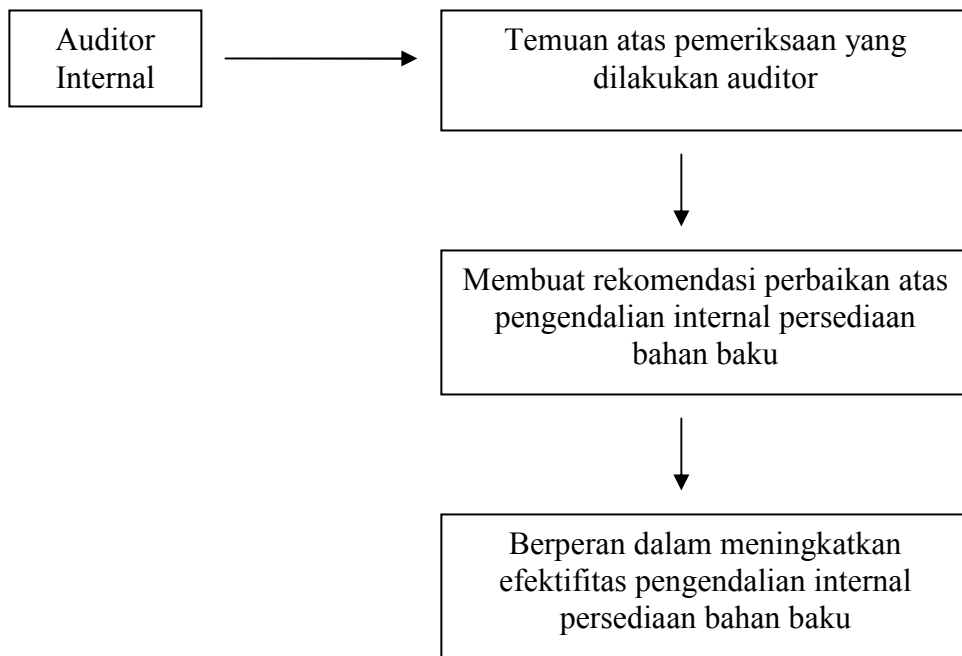 Auditor
Internal
Temuan atas pemeriksaan yang
dilakukan auditor
Membuat rekomendasi perbaikan atas
pengendalian internal persediaan
bahan baku
Berperan dalam meningkatkan
efektifitas pengendalian internal
persediaan bahan baku